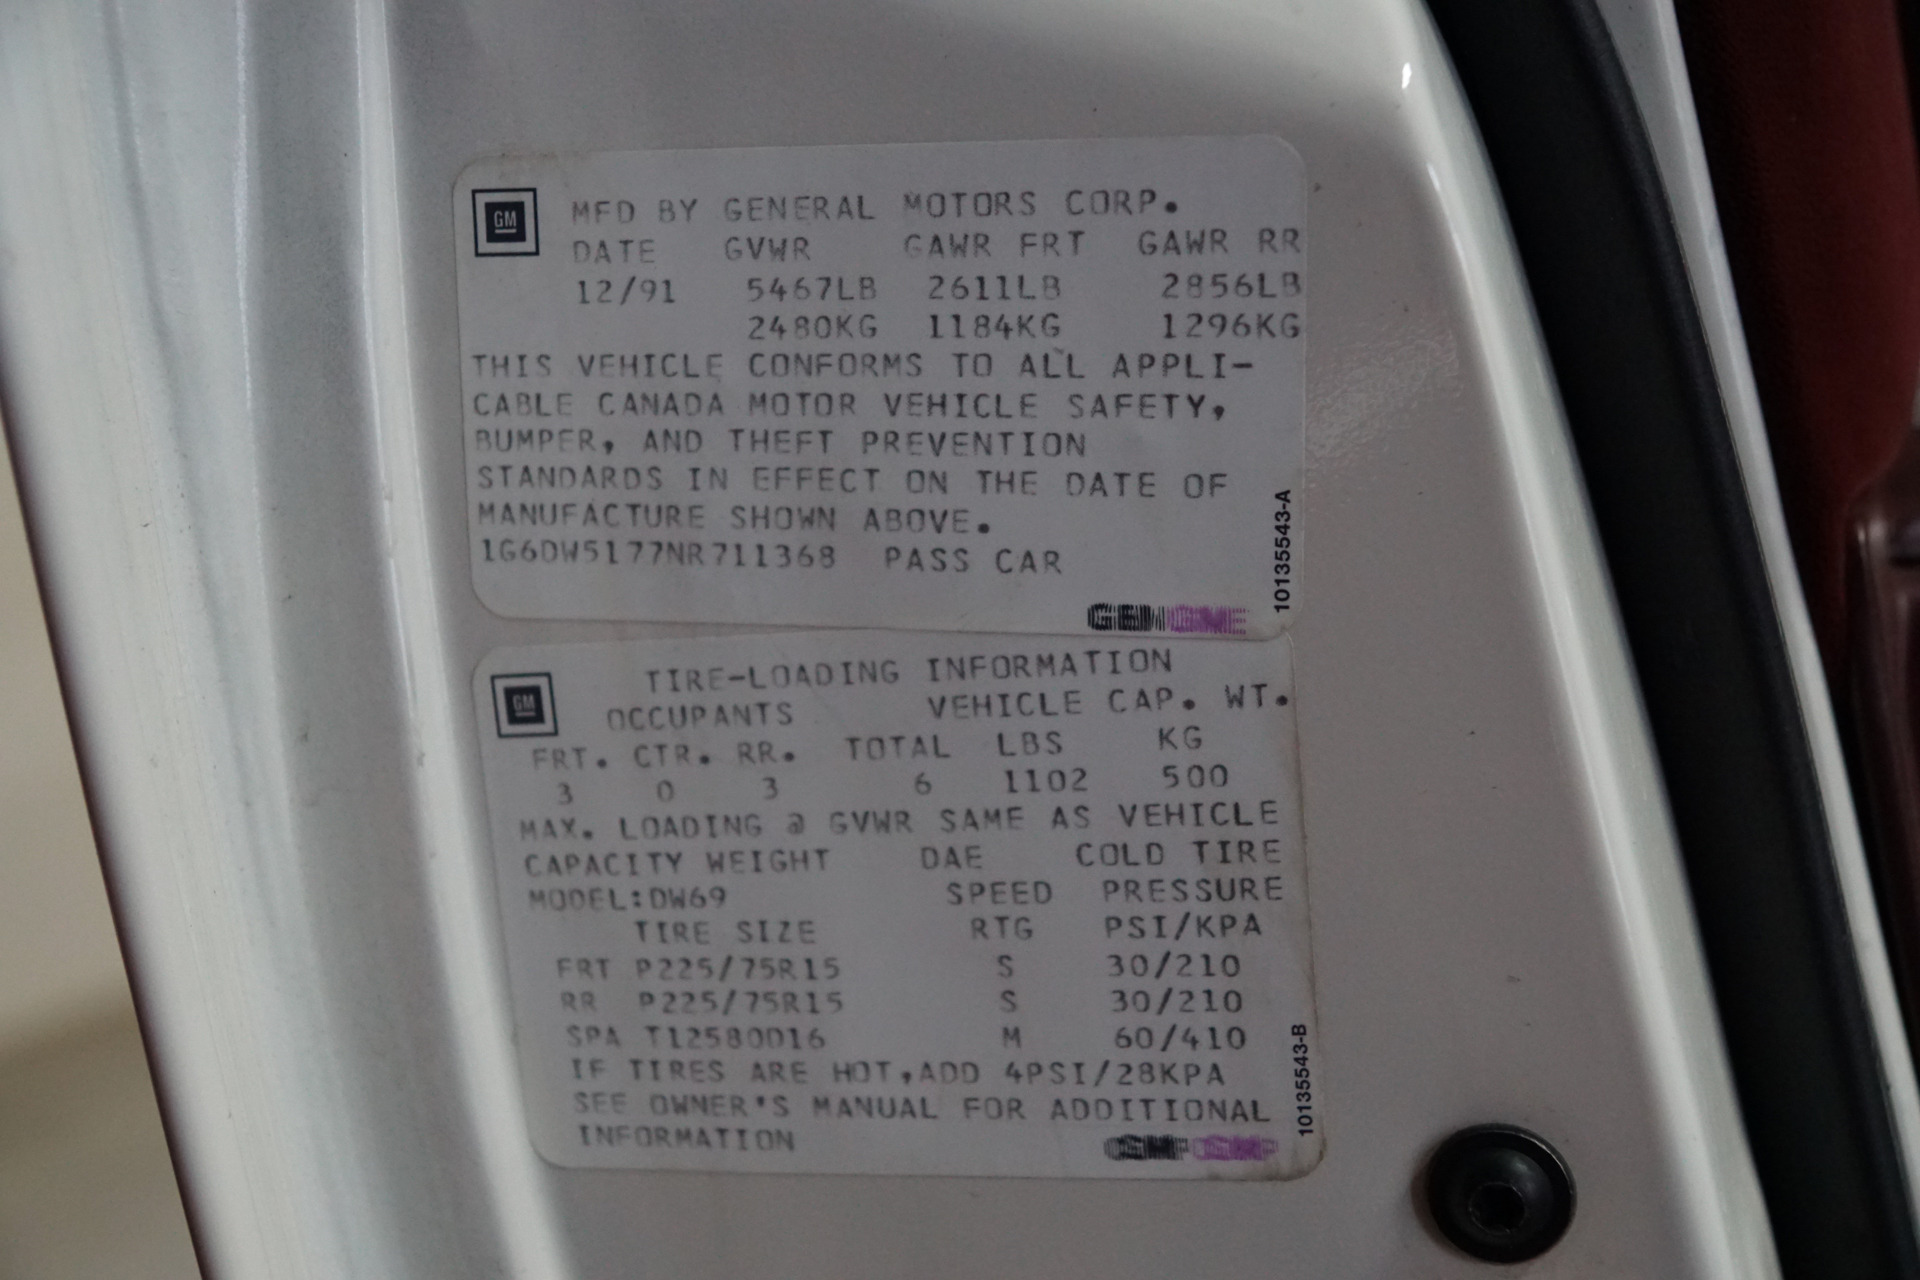 GM MFD BY GENERAL MOTORS CORP.
DATE GVWR GAWR FRT GAWR RR
12/91 5467LB 2611LB 2856LB
2480KG 1184KG 1296KG
THIS VEHICLE CONFORMS TO ALL APPLI-
CABLE CANADA MOTOR VEHICLE SAFETY,
BUMPER, AND THEFT PREVENTION
STANDARDS IN EFFECT ON THE DATE OF
MANUFACTURE SHOWN ABOVE.
1G6DW5177NR711368 PASS CAR
10135543-A
GM TIRE-LOADING INFORMATION
OCCUPANTS VEHICLE CAP. WT.
FRT. CTR. RR. TOTAL LBS KG
3 0 3 6 1102 500
MAX. LOADING @ GVWR SAME AS VEHICLE
CAPACITY WEIGHT DAE COLD TIRE
MODEL:DW69 SPEED PRESSURE
TIRE SIZE RTG PSI/KPA
FRT P225/75R15 S 30/210
RR P225/75R15 S 30/210
SPA T12580D16 M 60/410
IF TIRES ARE HOT,ADD 4PSI/28KPA
SEE OWNER'S MANUAL FOR ADDITIONAL
INFORMATION
10135543-B